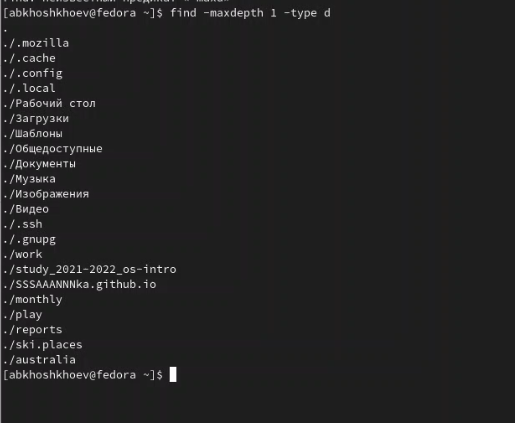 [abkhoshkhoev@fedora ~]$ find -maxdepth 1 -type d
.
./.mozilla
./.cache
./.config
./.local
./Рабочий стол
./Загрузки
./Шаблоны
./Общедоступные
./Документы
./Музыка
./Изображения
./Видео
./.ssh
./.gnupg
./work
./study_2021-2022_os-intro
./SSSAAANNNka.github.io
./monthly
./play
./reports
./ski.places
./australia
[abkhoshkhoev@fedora ~]$